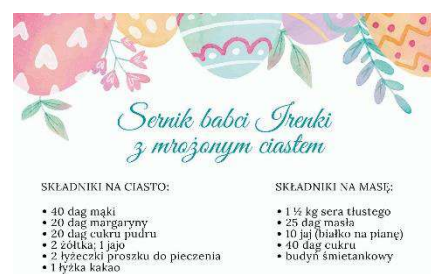 Sernik babci Irenki
z mrożonym ciastem
SKŁADNIKI NA CIASTO:
• 40 dag mąki
• 20 dag margaryny
• 20 dag cukru pudru
• 2 żółtka; 1 jajo
• 2 łyżeczki proszku do pieczenia
• 1 łyżka kakao
SKŁADNIKI NA MASĘ:
• 1 ½ kg sera tłustego
• 25 dag masła
• 10 jaj (białko na pianę)
• 40 dag cukru
• budyń śmietankowy